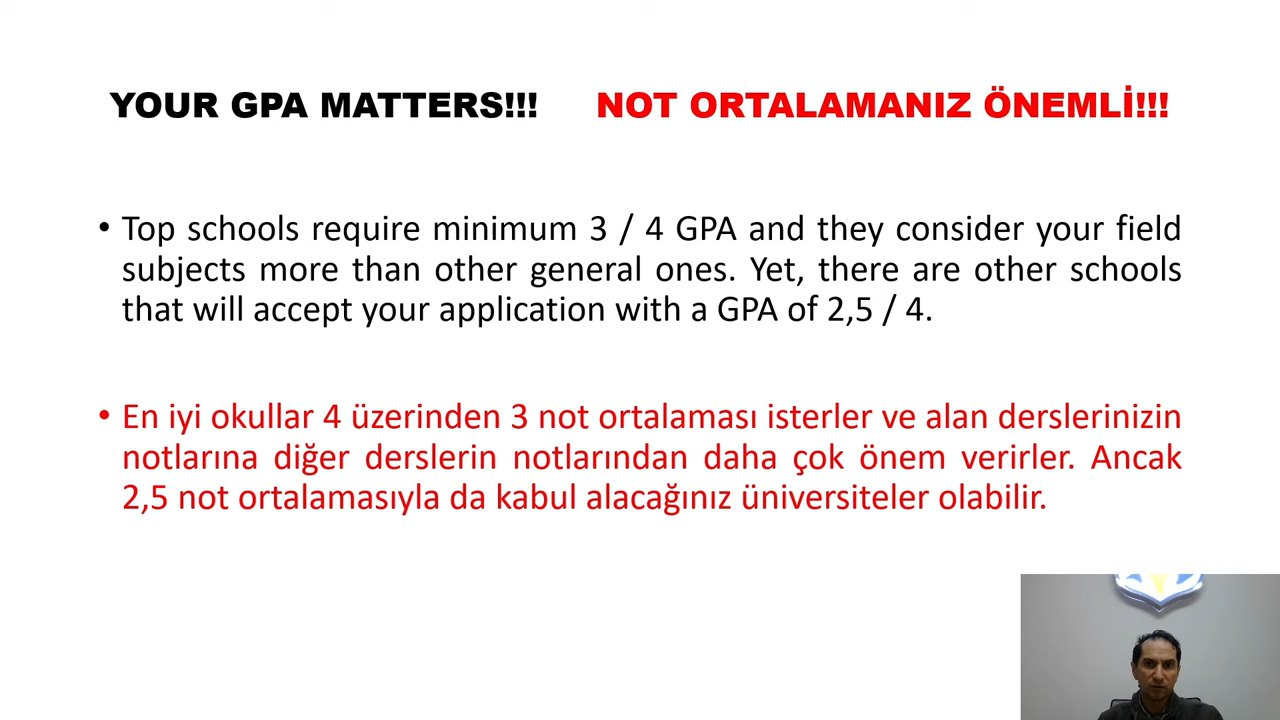 YOUR GPA MATTERS!!! NOT ORTALAMANIZ ÖNEMLİ!!!
• Top schools require minimum 3 / 4 GPA and they consider your field
subjects more than other general ones. Yet, there are other schools
that will accept your application with a GPA of 2,5 / 4.
• En iyi okullar 4 üzerinden 3 not ortalaması isterler ve alan derslerinizin
notlarına diğer derslerin notlarından daha çok önem verirler. Ancak
2,5 not ortalamasıyla da kabul alacağınız üniversiteler olabilir.